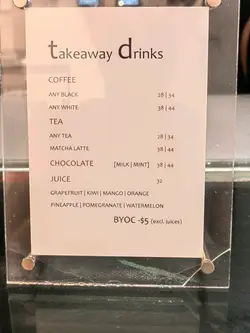 takeaway drinks
COFFEE
ANY BLACK 28 | 34
ANY WHITE 38 | 44
TEA
ANY TEA 28 | 34
MATCHA LATTE 38 | 44
CHOCOLATE [MILK | MINT] 38 | 44
JUICE 32
GRAPEFRUIT | KIWI | MANGO | ORANGE
PINEAPPLE | POMEGRANATE | WATERMELON
BYOC -$5 (excl. juices)